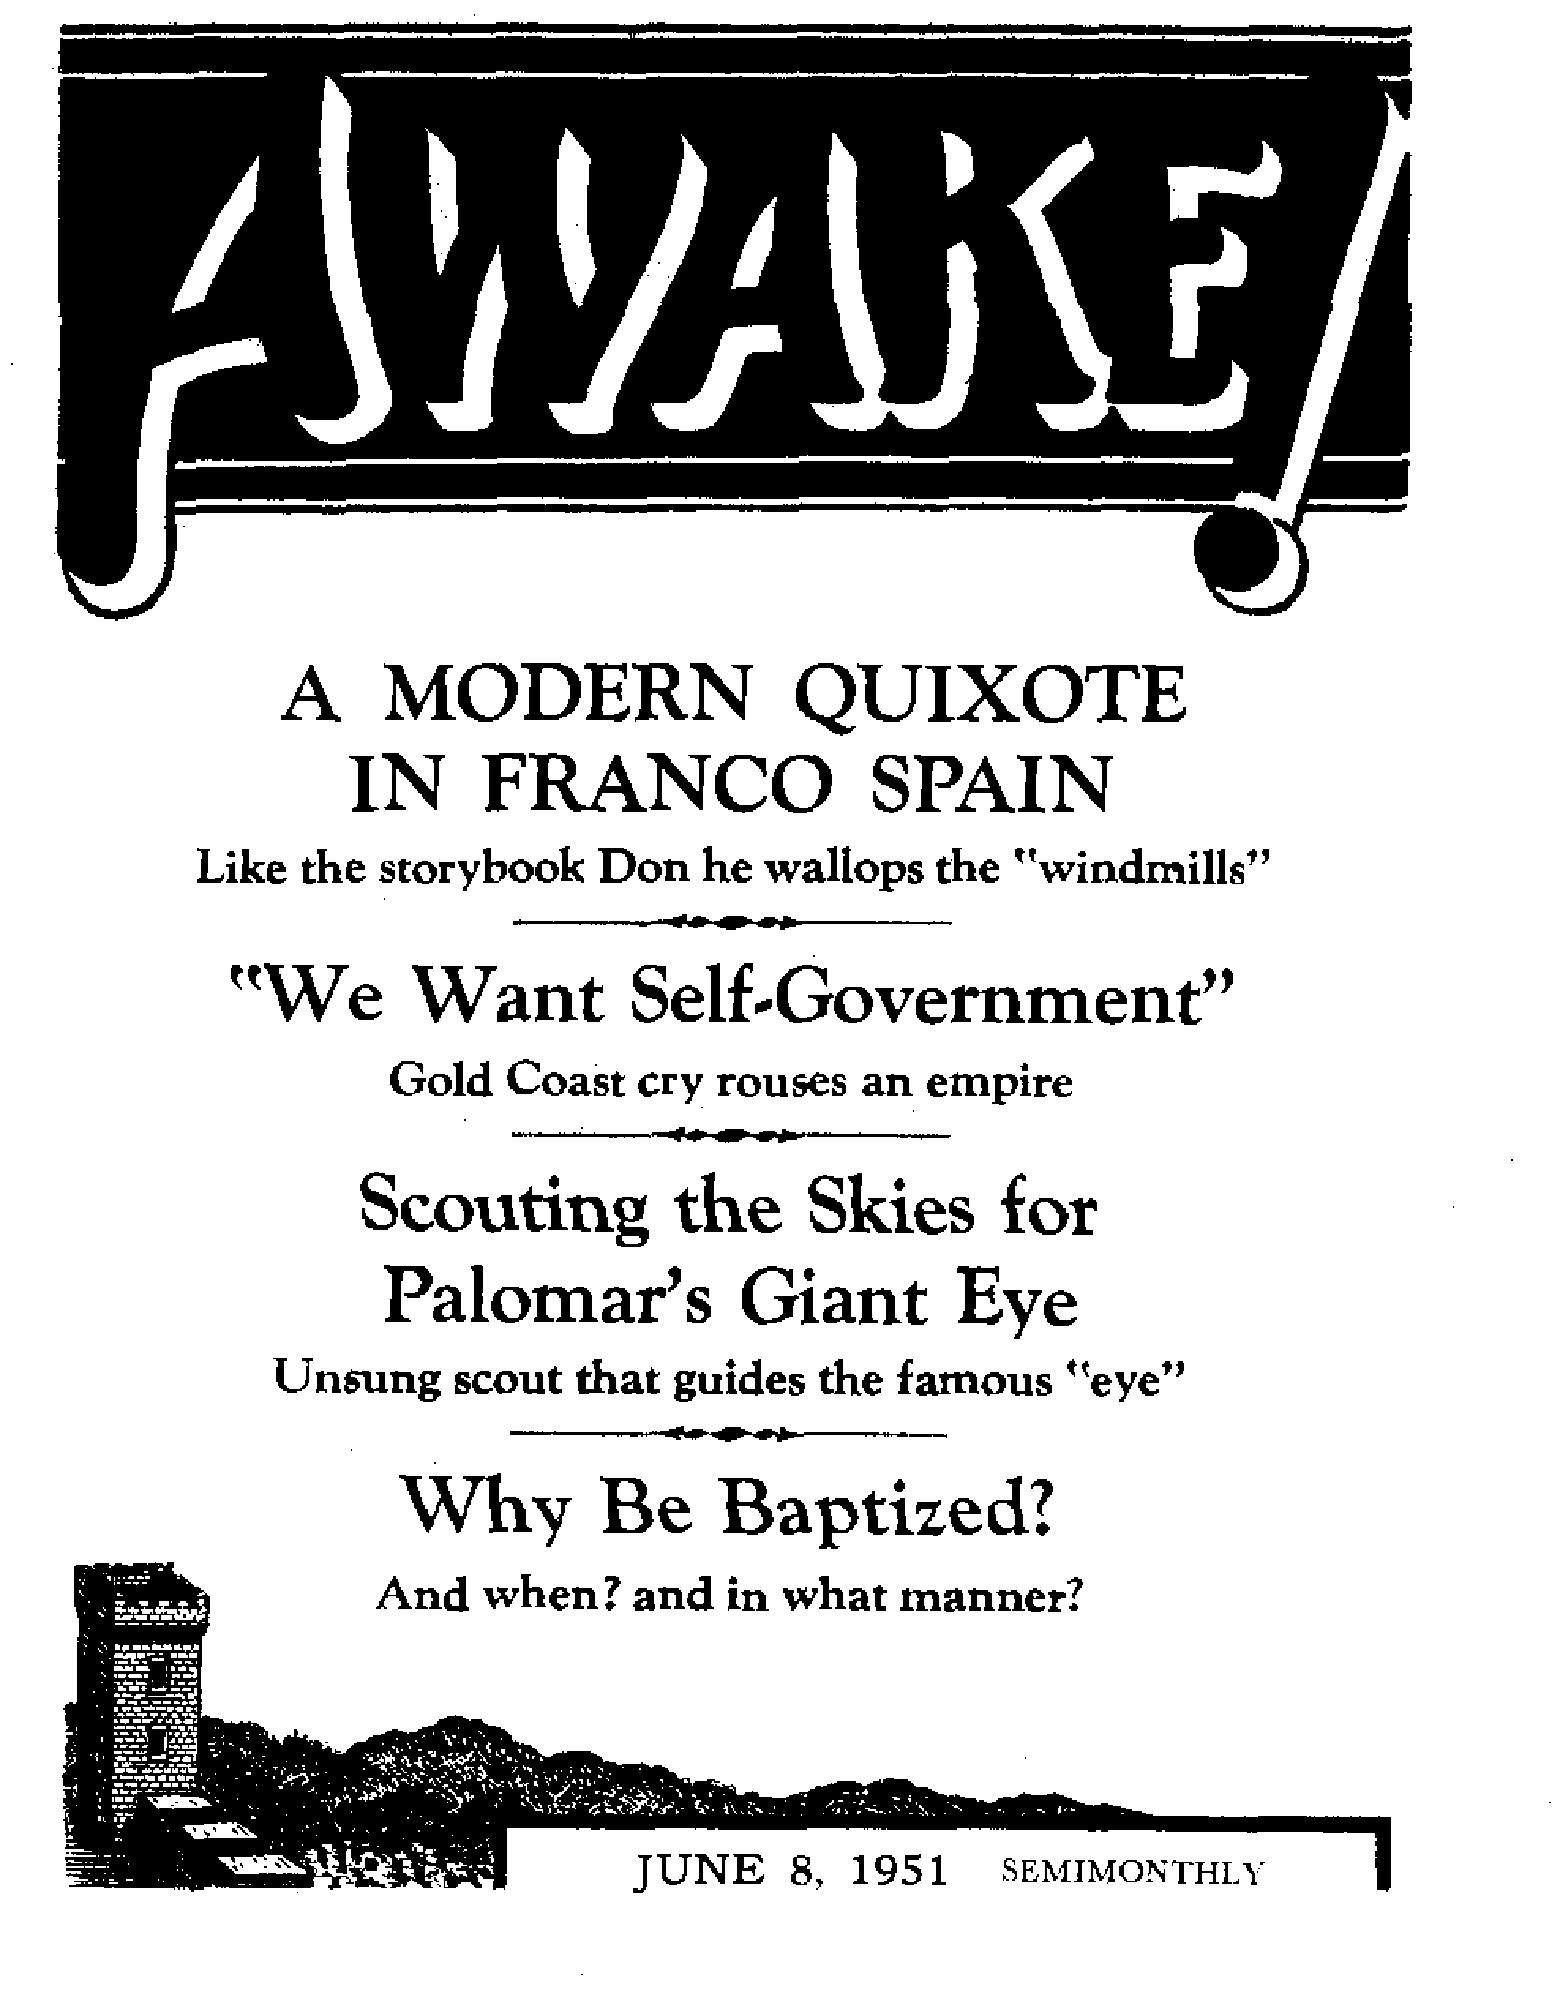 AWAKE!
A MODERN QUIXOTE
IN FRANCO SPAIN
Like the storybook Don he wallops the "windmills"
"We Want Self-Government"
Gold Coast cry rouses an empire
Scouting the Skies for
Palomar's Giant Eye
Unsung scout that guides the famous "eye"
Why Be Baptized?
And when? and in what manner?
JUNE 8, 1951 SEMIMONTHLY